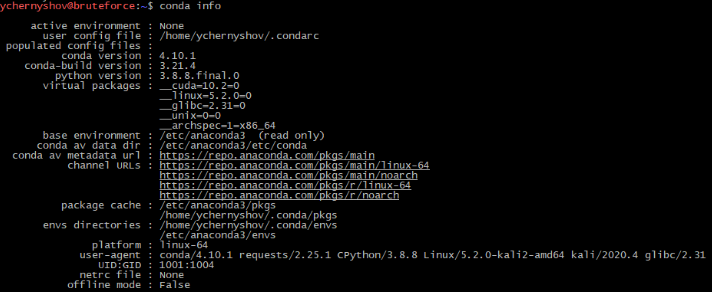 ychernyshov@bruteforce:~$ conda info
active environment : None
user config file : /home/ychernyshov/.condarc
populated config files :
conda version : 4.10.1
conda-build version : 3.21.4
python version : 3.8.8.final.0
virtual packages : __cuda=10.2=0
__linux=5.2.0=0
__glibc=2.31=0
__unix=0=0
__archspec=1=x86_64
base environment : /etc/anaconda3  (read only)
conda av data dir : /etc/anaconda3/etc/conda
conda av metadata url : https://repo.anaconda.com/pkgs/main
channel URLs : https://repo.anaconda.com/pkgs/main/linux-64
https://repo.anaconda.com/pkgs/main/noarch
https://repo.anaconda.com/pkgs/r/linux-64
https://repo.anaconda.com/pkgs/r/noarch
package cache : /etc/anaconda3/pkgs
/home/ychernyshov/.conda/pkgs
envs directories : /home/ychernyshov/.conda/envs
/etc/anaconda3/envs
platform : linux-64
user-agent : conda/4.10.1 requests/2.25.1 CPython/3.8.8 Linux/5.2.0-kali2-amd64 kali/2020.4 glibc/2.31
UID:GID : 1001:1004
netrc file : None
offline mode : False